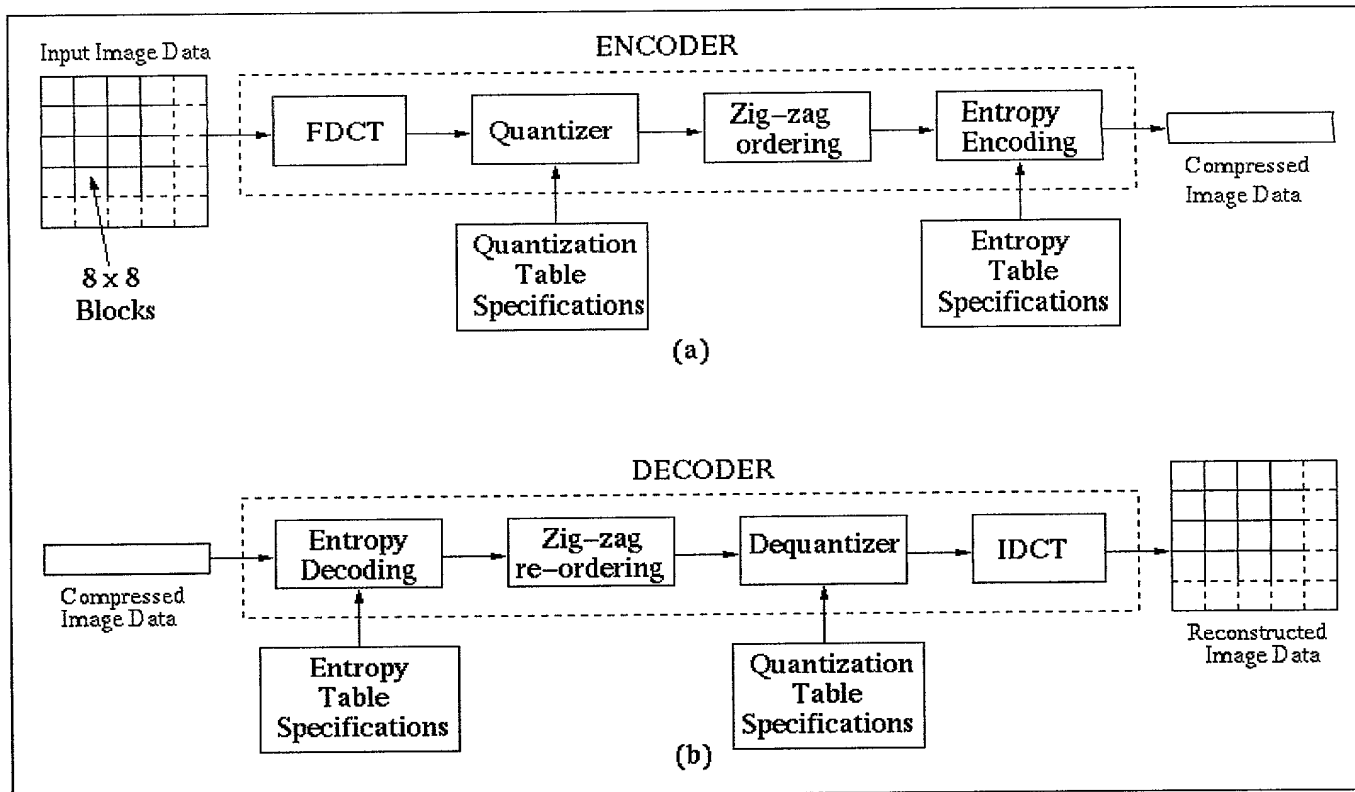 ENCODER
Input Image Data
FDCT
Quantizer
Zig–zag
ordering
Entropy
Encoding
Compressed
Image Data
8 x 8
Blocks
Quantization
Table
Specifications
Entropy
Table
Specifications
(a)
DECODER
Compressed
Image Data
Entropy
Decoding
Zig–zag
re–ordering
Dequantizer
IDCT
Reconstructed
Image Data
Entropy
Table
Specifications
Quantization
Table
Specifications
(b)